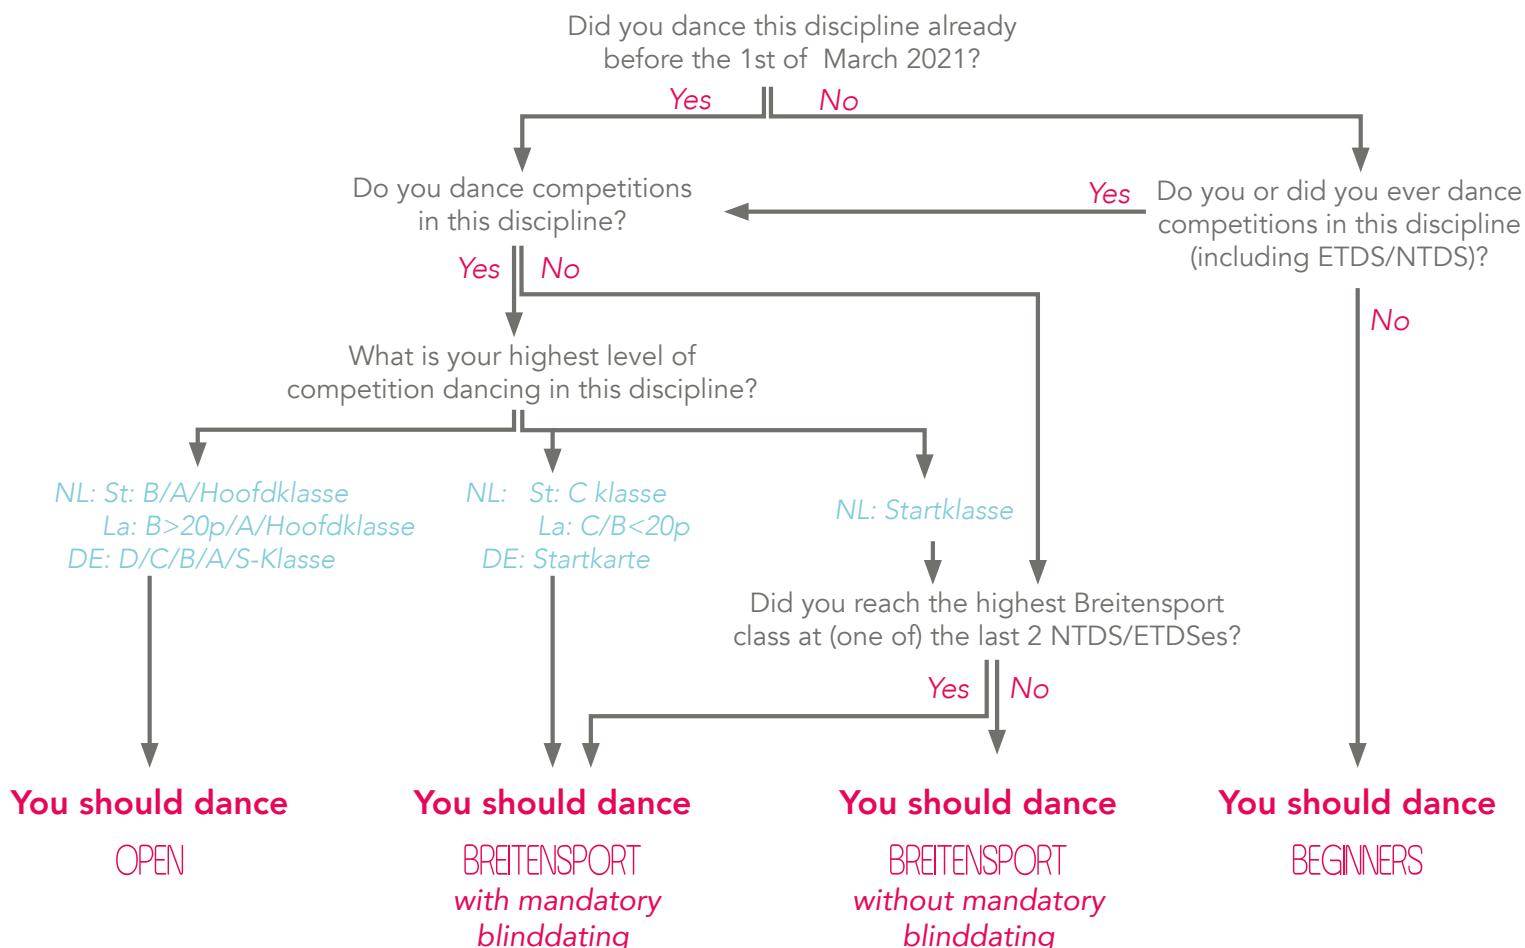 Did you dance this discipline already
before the 1st of March 2021?
Yes
No
Do you dance competitions
in this discipline?
Yes
Do you or did you ever dance
competitions in this discipline
(including ETDS/NTDS)?
Yes
No
No
What is your highest level of
competition dancing in this discipline?
NL: St: B/A/Hoofdklasse
La: B>20p/A/Hoofdklasse
DE: D/C/B/A/S-Klasse
NL: St: C klasse
La: C/B<20p
DE: Startkarte
NL: Startklasse
Did you reach the highest Breitensport
class at (one of) the last 2 NTDS/ETDSes?
Yes
No
You should dance
OPEN
You should dance
BREITENSPORT
with mandatory
blinddating
You should dance
BREITENSPORT
without mandatory
blinddating
You should dance
BEGINNERS